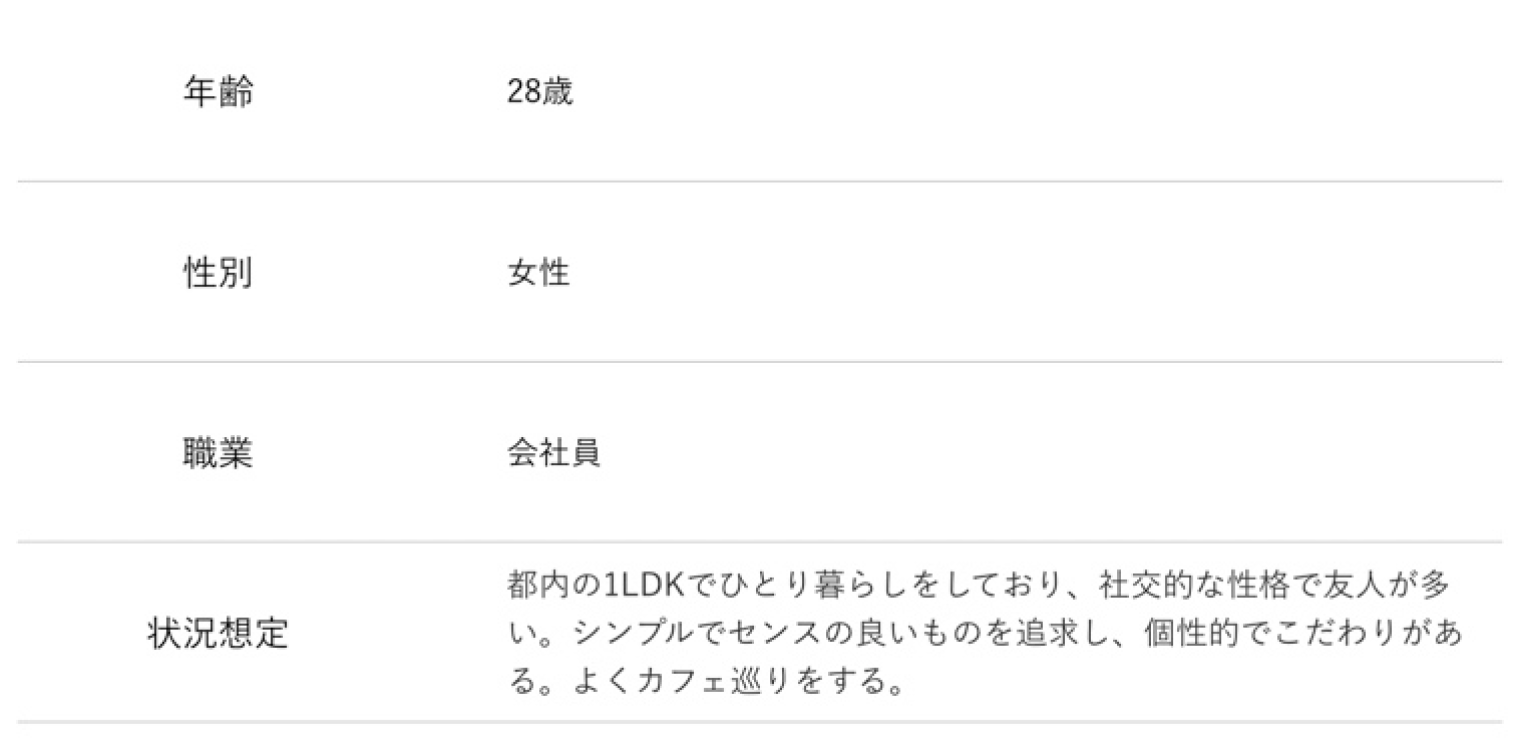 年齢
28歳
性別
女性
職業
会社員
状況想定
都内の1LDKでひとり暮らしをしており、社交的な性格で友人が多
い。シンプルでセンスの良いものを追求し、個性的でこだわりがあ
る。よくカフェ巡りをする。